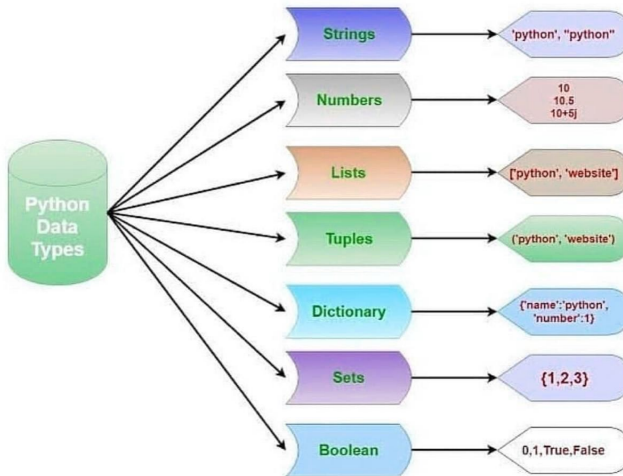 Python
Data
Types
Strings
'python', "python"
Numbers
10
10.5
10+5j
Lists
['python', 'website']
Tuples
('python', 'website')
Dictionary
{'name':'python',
'number':1}
Sets
{1,2,3}
Boolean
0,1,True,False